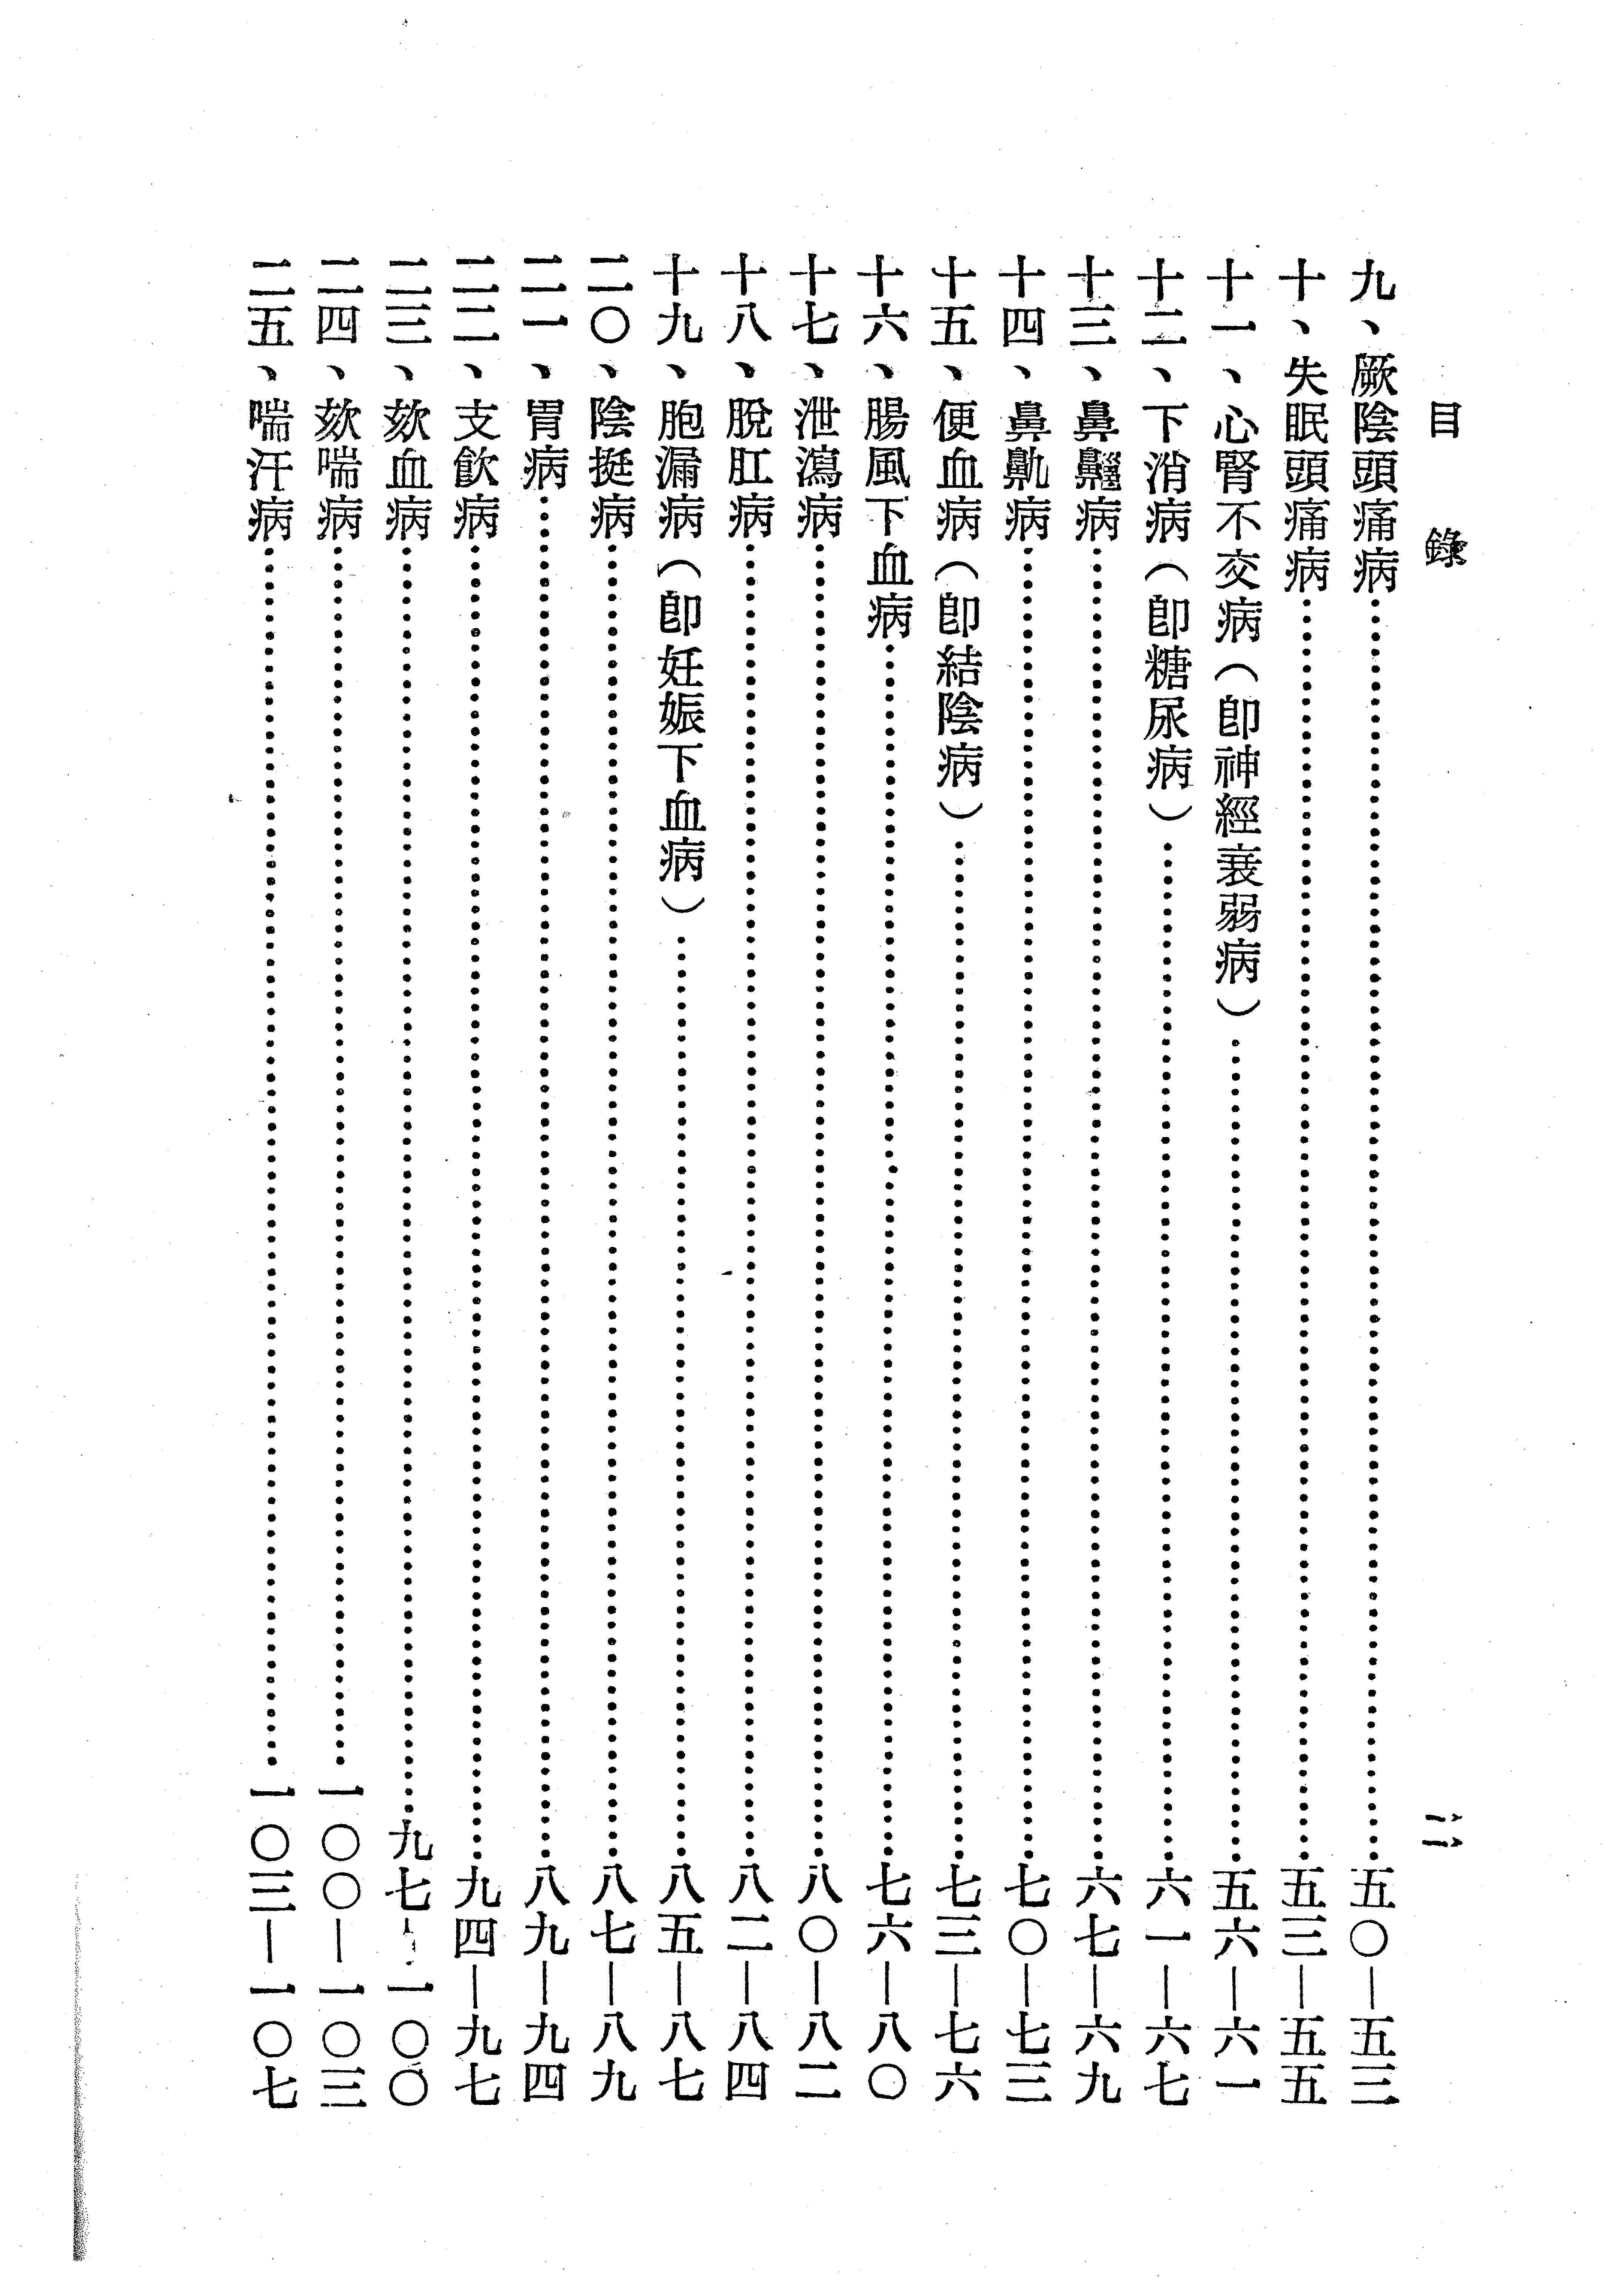 目錄
二
九、厥陰頭痛病……五〇—五三
十、失眠頭痛病……五三—五五
十一、心腎不交病(卽神經衰弱病)……五六—六一
十二、下消病(卽糖尿病)……六一—六七
十三、鼻病……六七—六九
十四、鼻鼽病……七〇—七三
十五、便血病(卽結陰病)……七三—七六
十六、腸風下血病……七六—八〇
十七、泄瀉病……八〇—八二
十八、脫肛病……八二—八四
十九、胞漏病(卽妊娠下血病)……八五—八七
二〇、陰挺病……八七—八九
二一、胃病……八九—九四
二二、支飮病……九四—九七
二三、欬血病……九七—一〇〇
二四、欬喘病……一〇〇—一〇三
二五、喘汗病……一〇三—一〇七